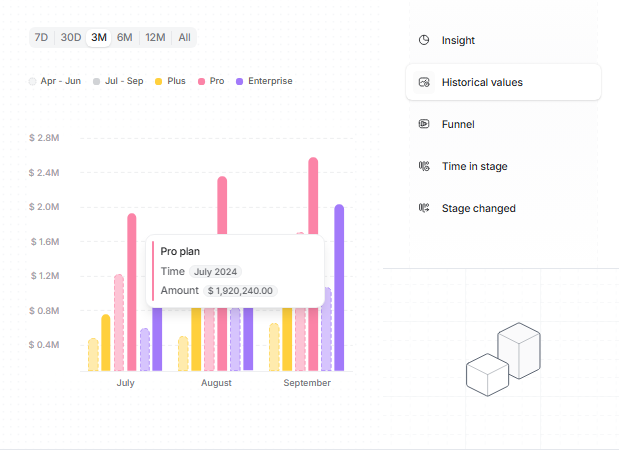 7D 30D 3M 6M 12M All
Apr - Jun Jul - Sep Plus Pro Enterprise
$ 2.8M
$ 2.4M
$ 2.0M
$ 1.6M
$ 1.2M
$ 0.8M
$ 0.4M
Pro plan
Time July 2024
Amount $ 1,920,240.00
July August September
Insight
Historical values
Funnel
Time in stage
Stage changed